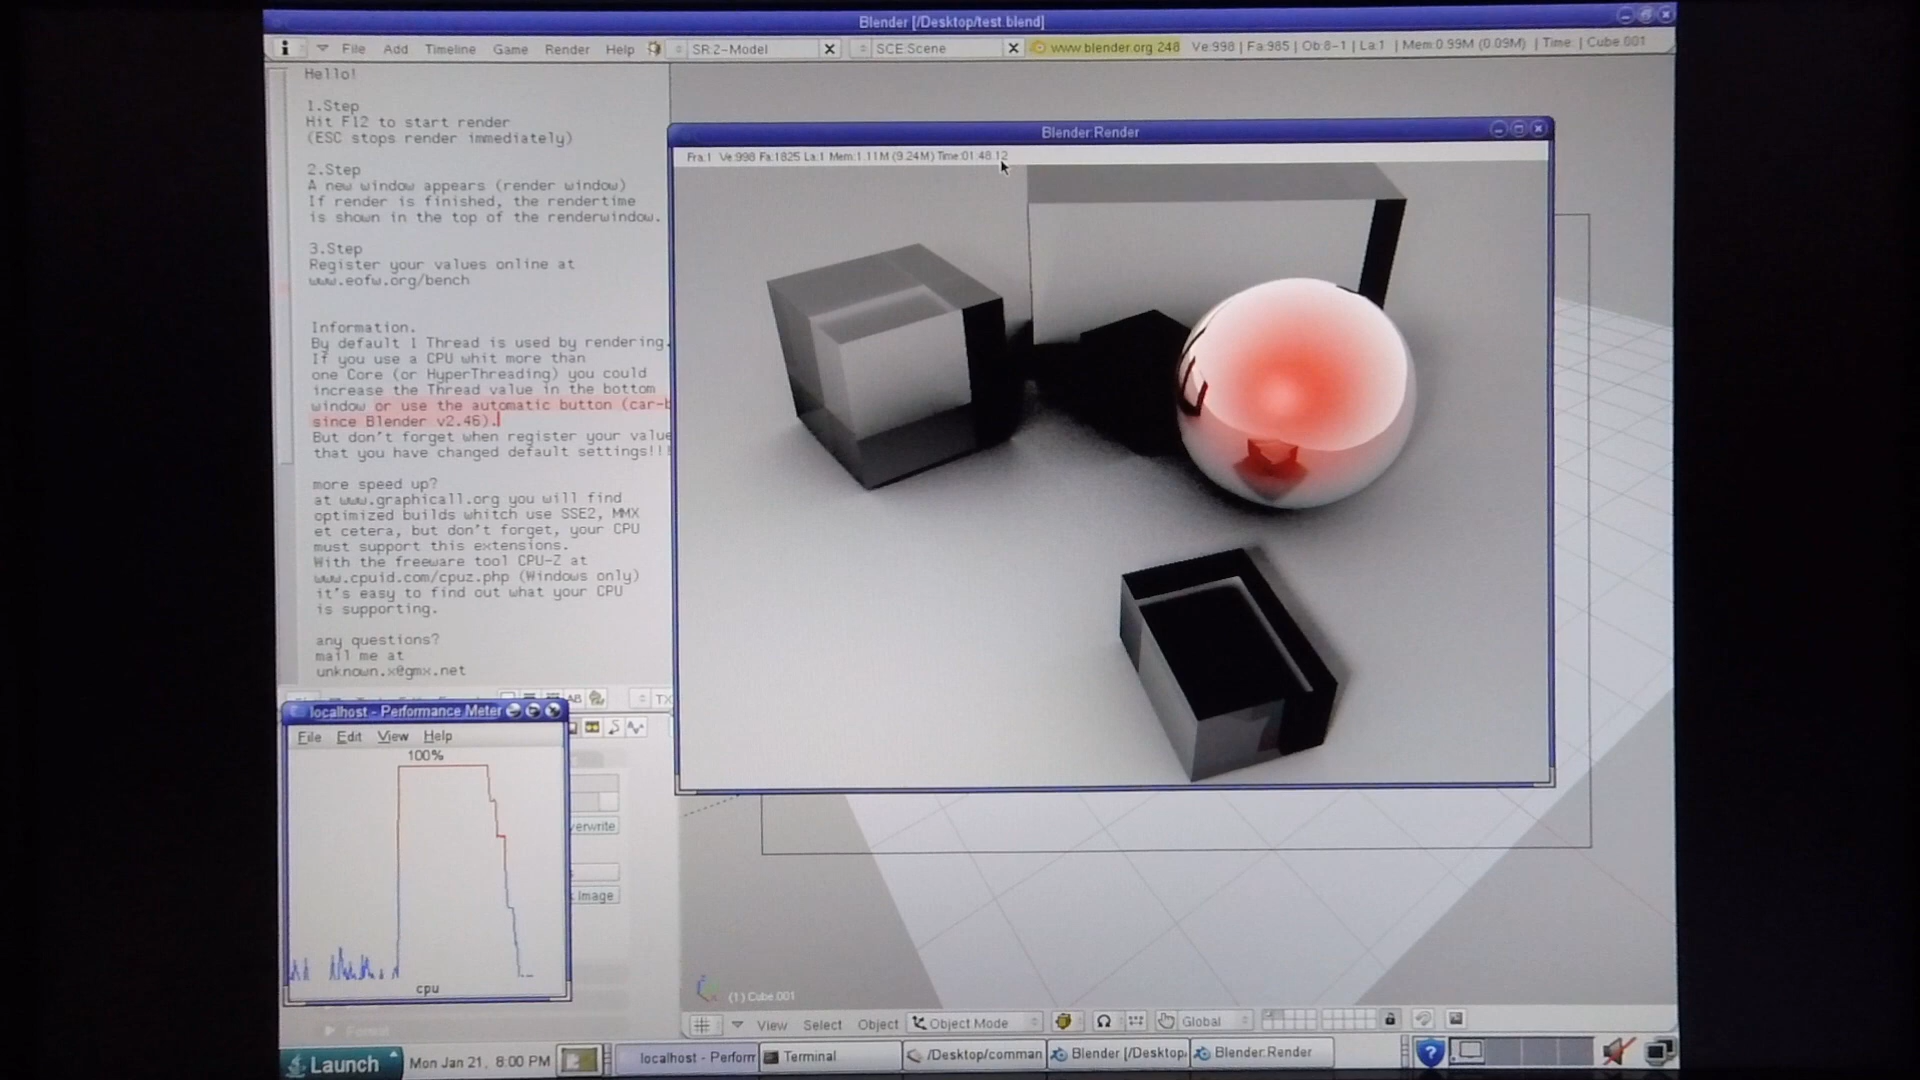 Blender [/Desktop/test.blend]
File Add Timeline Game Render Help SR:2-Model SCE:Scene www.blender.org 248 Ve:998 | Fa:985 | Ob:8-1 | La:1 | Mem:0.99M (0.09M) | Time: | Cube.001
Hello!
1.Step
Hit F12 to start render
(ESC stops render immediately)
2.Step
A new window appears (render window)
If render is finished, the rendertime
is shown in the top of the renderwindow.
3.Step
Register your values online at
www.eofw.org/bench
Information.
By default 1 Thread is used by rendering.
If you use a CPU whit more than
one Core (or HyperThreading) you could
increase the Thread value in the bottom
window or use the automatic button (car-b
since Blender v2.46).
But don't forget when register your value
that you have changed default settings!!!
more speed up?
at www.graphicall.org you will find
optimized builds whitch use SSE2, MMX
et cetera, but don't forget, your CPU
must support this extensions.
With the freeware tool CPU-Z at
www.cpuid.com/cpuz.php (Windows only)
it's easy to find out what your CPU
is supporting.
any questions?
mail me at
unknown.x@gmx.net
Blender:Render
Fra:1 Ve:998 Fa:1825 La:1 Mem:1.11M (9.24M) Time:01:48.12
AB TX
localhost - Performance Meter
File Edit View Help
100%
cpu
erwrite
Image
Format
(1) Cube.001
View Select Object Object Mode Global
Launch Mon Jan 21, 8:00 PM localhost - Perforn Terminal /Desktop/comman Blender [/Desktop. Blender:Render